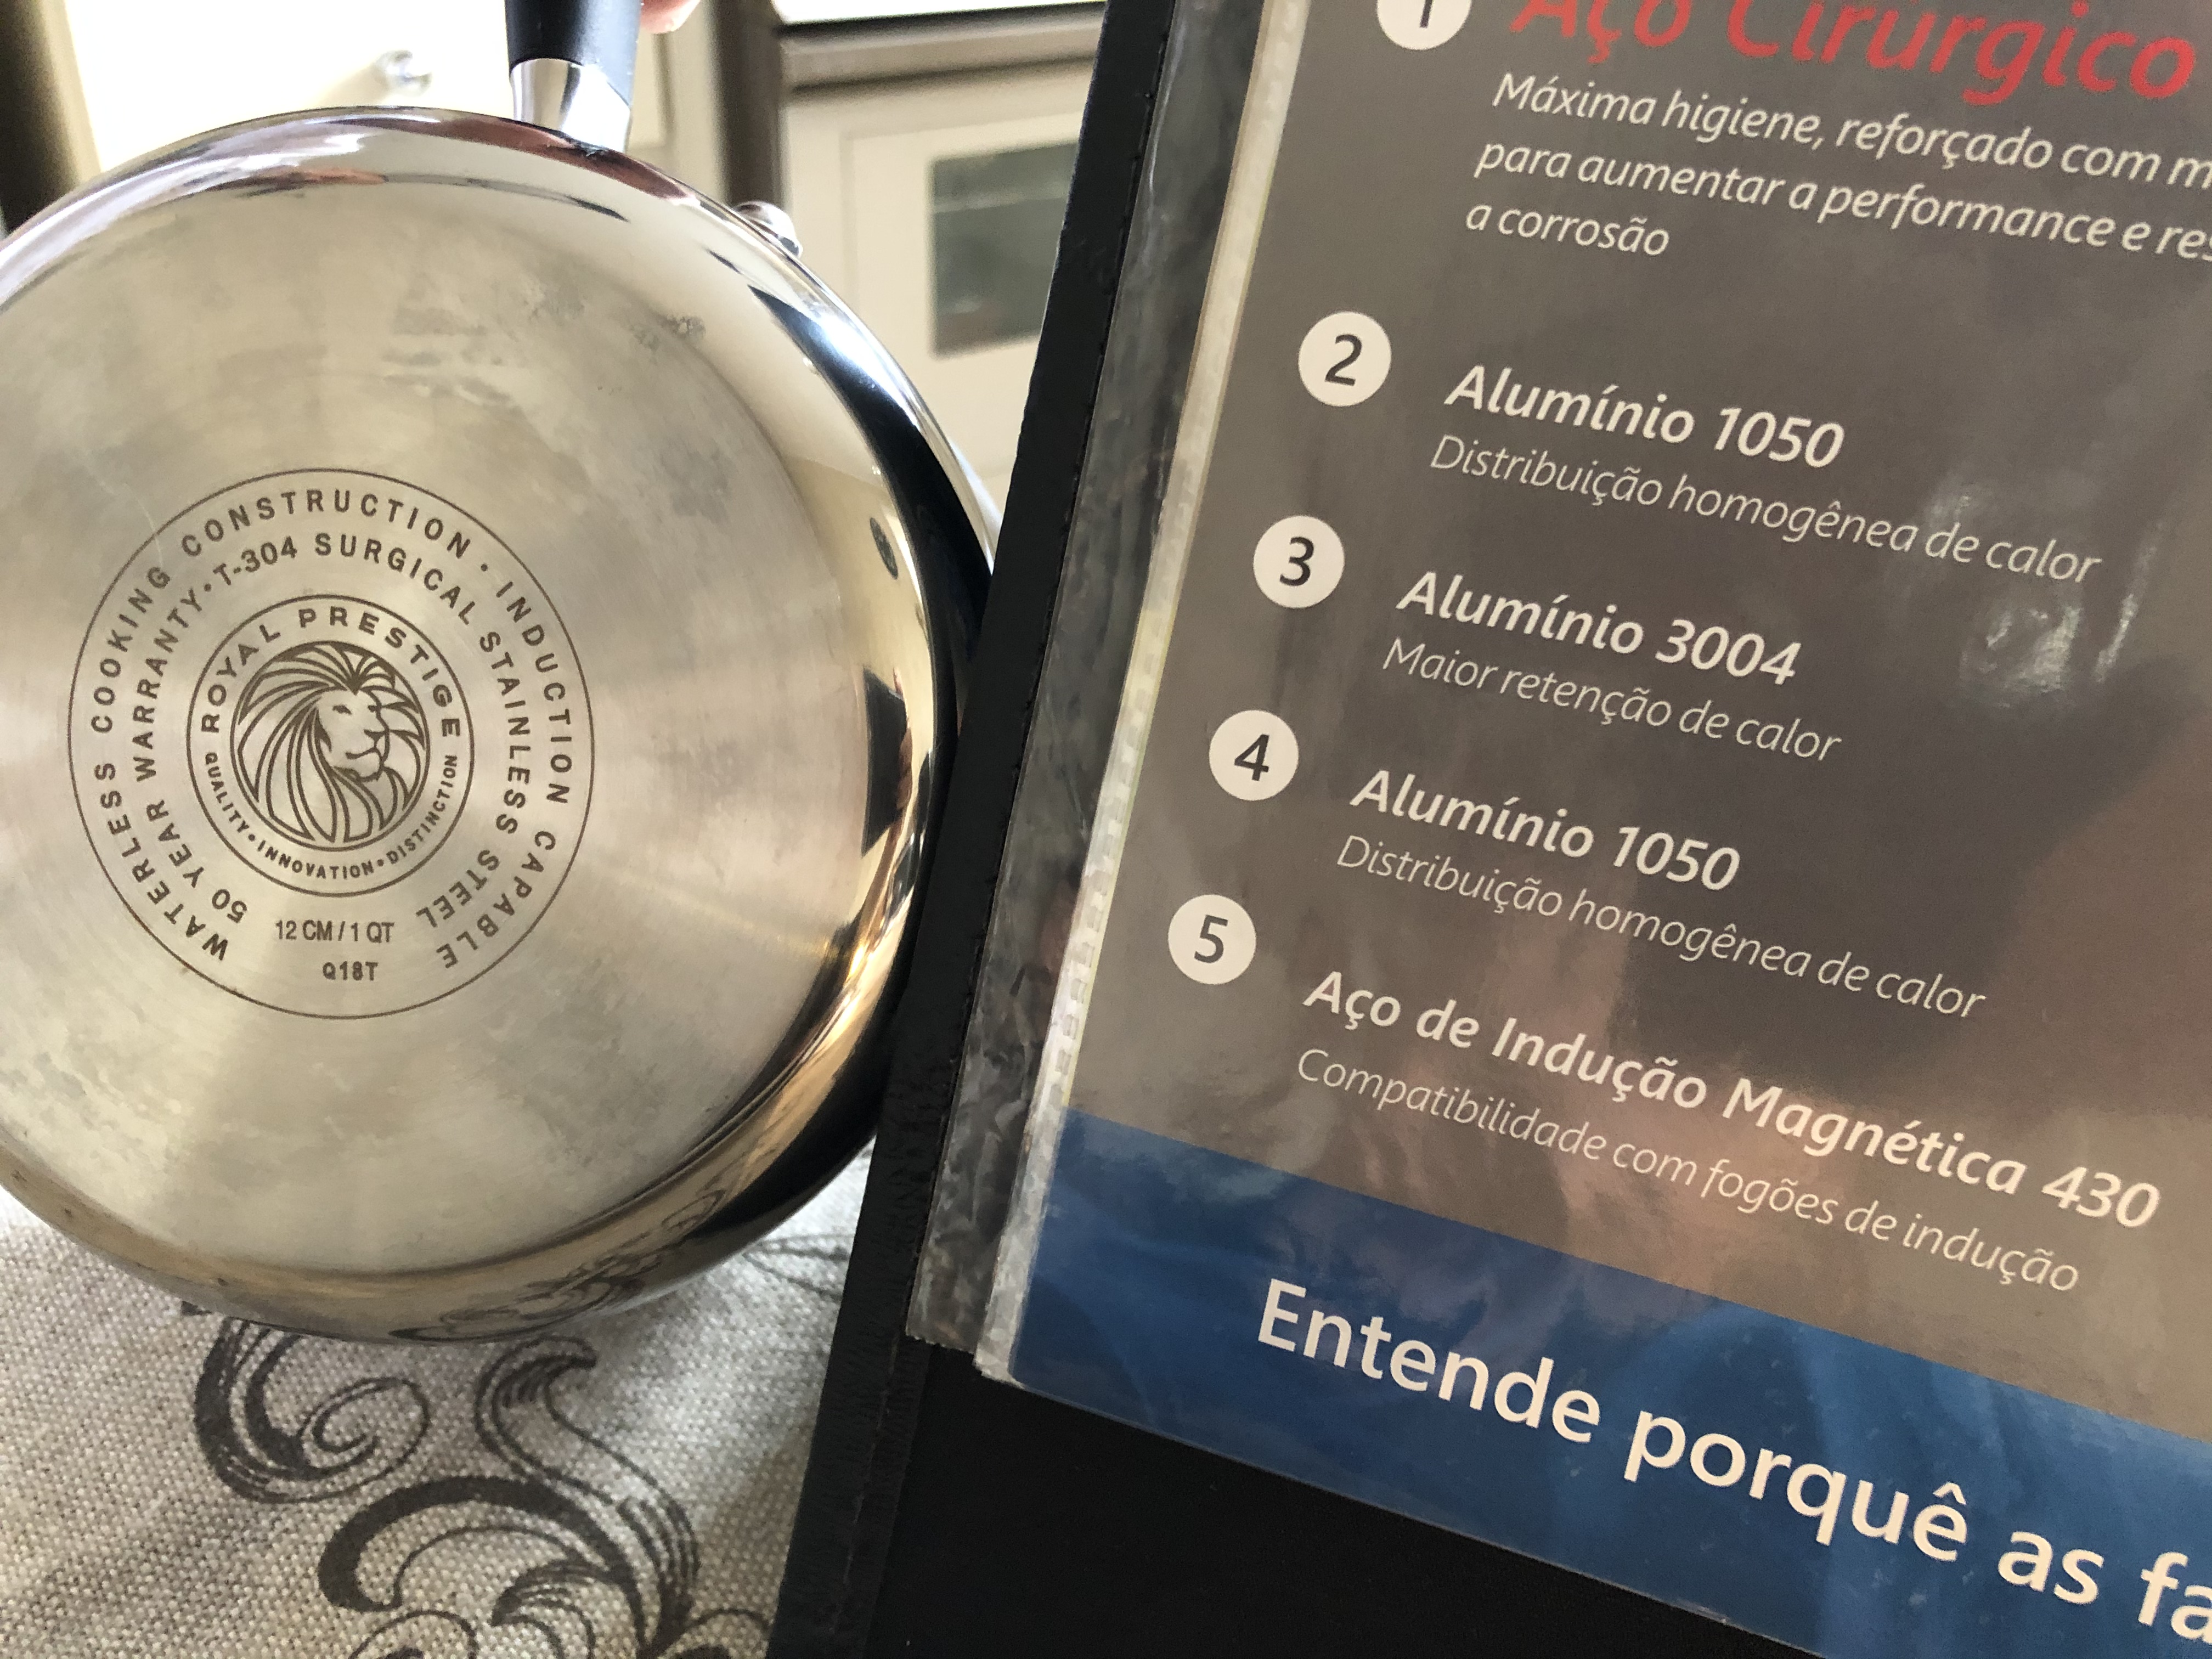 WATERLESS COOKING CONSTRUCTION · INDUCTION CAPABLE
50 YEAR WARRANTY · T-304 SURGICAL STAINLESS STEEL
ROYAL PRESTIGE
QUALITY · INNOVATION · DISTINCTION
12 CM / 1 QT
Q18T
1 Aço Cirúrgico
Máxima higiene, reforçado com
para aumentar a performance e
a corrosão
2 Alumínio 1050
Distribuição homogênea de calor
3 Alumínio 3004
Maior retenção de calor
4 Alumínio 1050
Distribuição homogênea de calor
5 Aço de Indução Magnética 430
Compatibilidade com fogões de indução
Entende porquê as